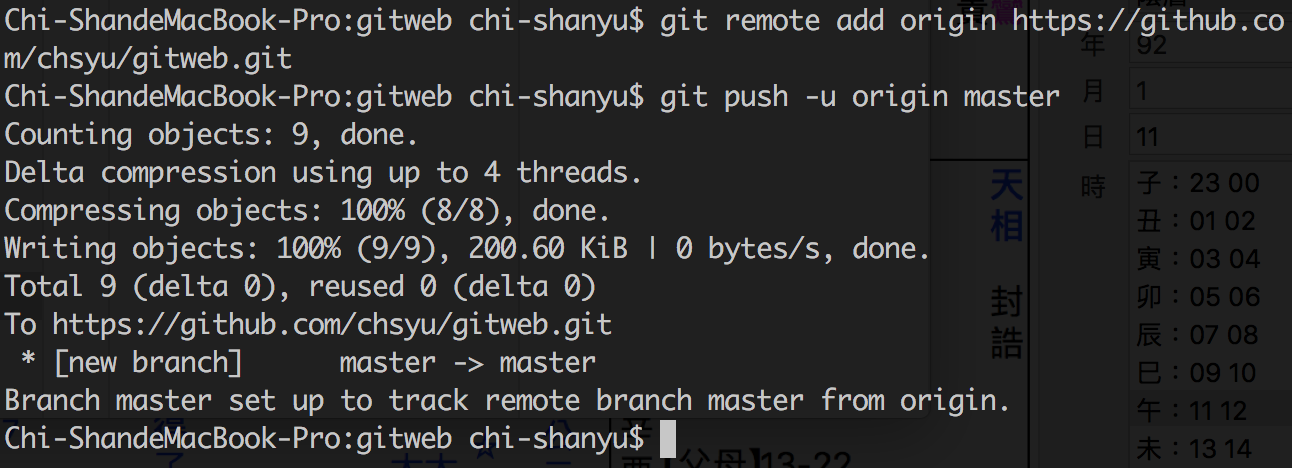 Chi-ShandeMacBook-Pro:gitweb chi-shanyu$ git remote add origin https://github.co
m/chsyu/gitweb.git
Chi-ShandeMacBook-Pro:gitweb chi-shanyu$ git push -u origin master
Counting objects: 9, done.
Delta compression using up to 4 threads.
Compressing objects: 100% (8/8), done.
Writing objects: 100% (9/9), 200.60 KiB | 0 bytes/s, done.
Total 9 (delta 0), reused 0 (delta 0)
To https://github.com/chsyu/gitweb.git
 * [new branch]      master -> master
Branch master set up to track remote branch master from origin.
Chi-ShandeMacBook-Pro:gitweb chi-shanyu$
天相
封誥
【父母】13-22
年 92
月 1
日 11
時 子：23 00
丑：01 02
寅：03 04
卯：05 06
辰：07 08
巳：09 10
午：11 12
未：13 14